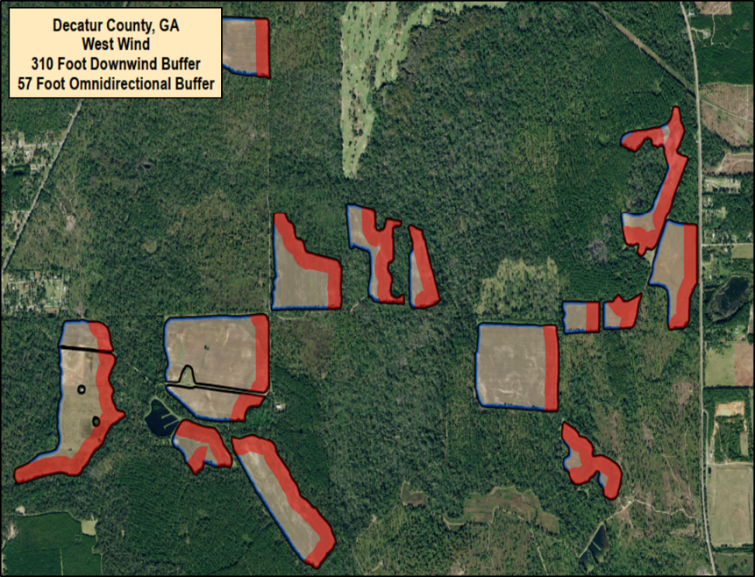 Decatur County, GA
West Wind
310 Foot Downwind Buffer
57 Foot Omnidirectional Buffer